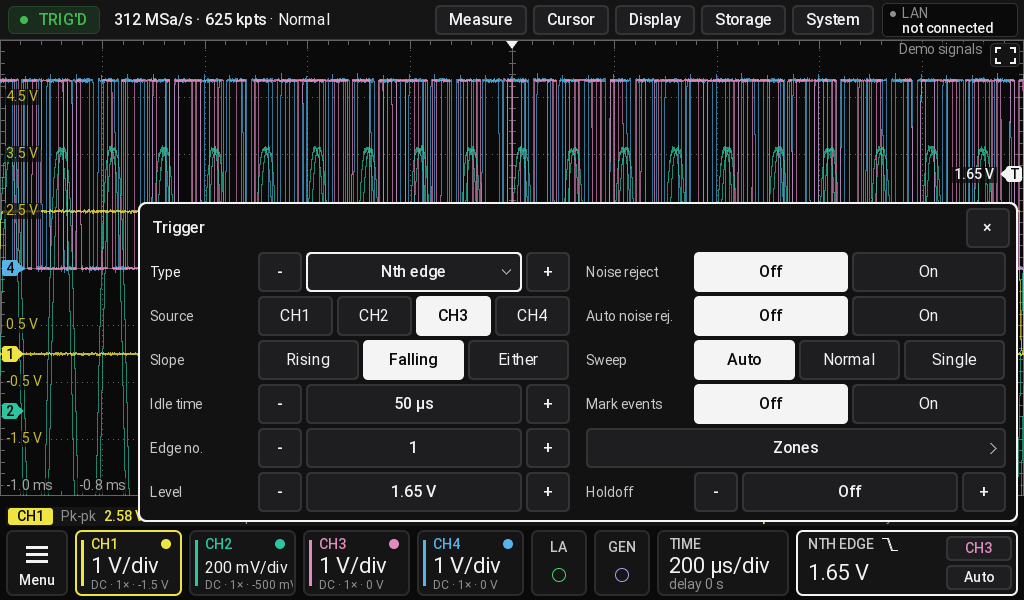 TRIG'D 312 MSa/s · 625 kpts · Normal Measure Cursor Display Storage System LAN
not connected
Demo signals
4.5 V
3.5 V
1.65 V T
2.5 V
Trigger ×
Type - Nth edge + Noise reject Off On
4
Source CH1 CH2 CH3 CH4 Auto noise rej. Off On
0.5 V
1
Slope Rising Falling Either Sweep Auto Normal Single
-0.5 V
Idle time - 50 µs + Mark events Off On
2
-1.5 V
Edge no. - 1 + Zones
-1.0 ms -0.8 ms
Level - 1.65 V + Holdoff - Off +
CH1 Pk-pk 2.58 V
Menu
CH1
1 V/div
DC · 1× · -1.5 V
CH2
200 mV/div
DC · 1× · -500 mV
CH3
1 V/div
DC · 1× · 0 V
CH4
1 V/div
DC · 1× · 0 V
LA
GEN
TIME
200 µs/div
delay 0 s
NTH EDGE CH3
1.65 V Auto